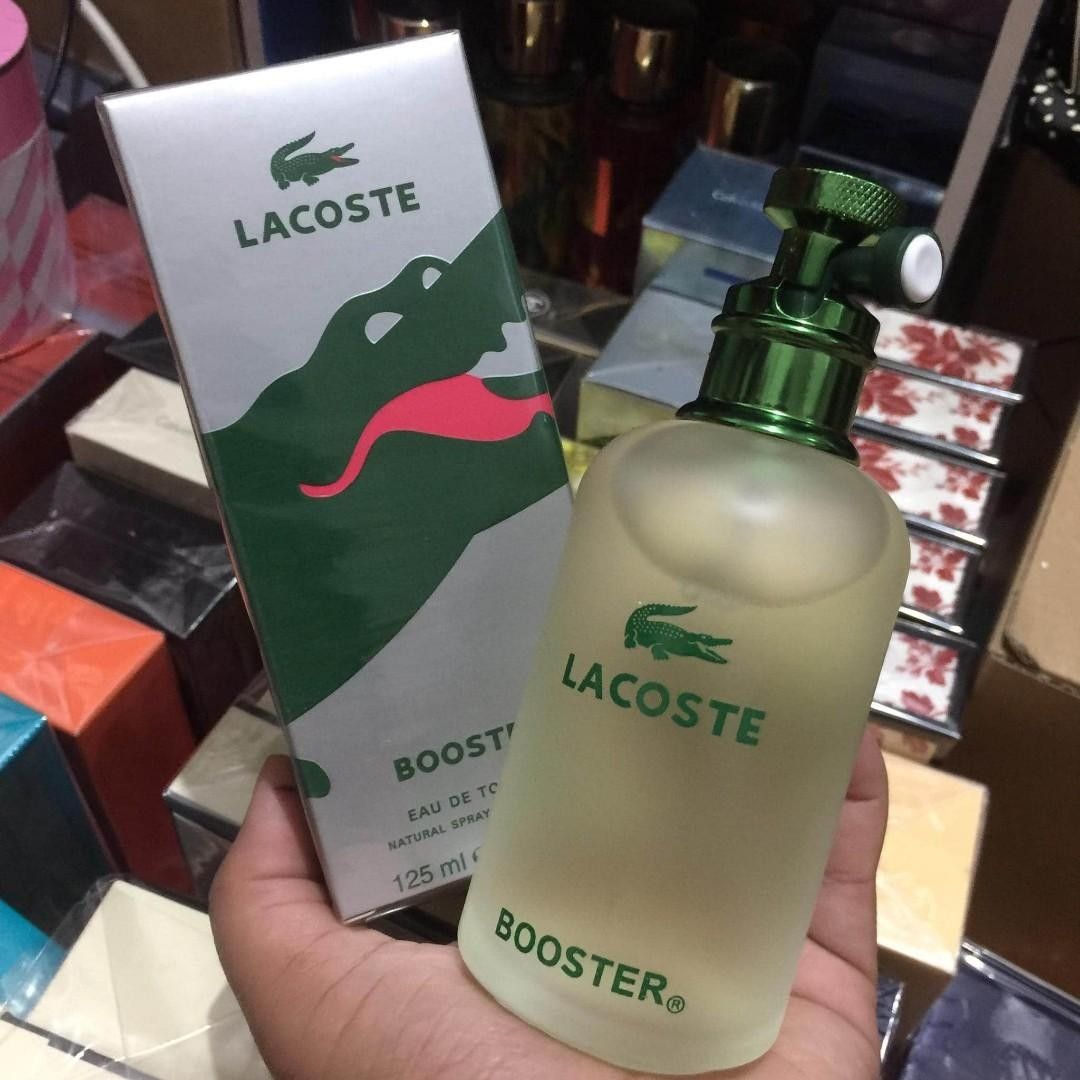 LACOSTE
BOOSTE
EAU DE TO
NATURAL SPRAY
125 ml
LACOSTE
BOOSTER®